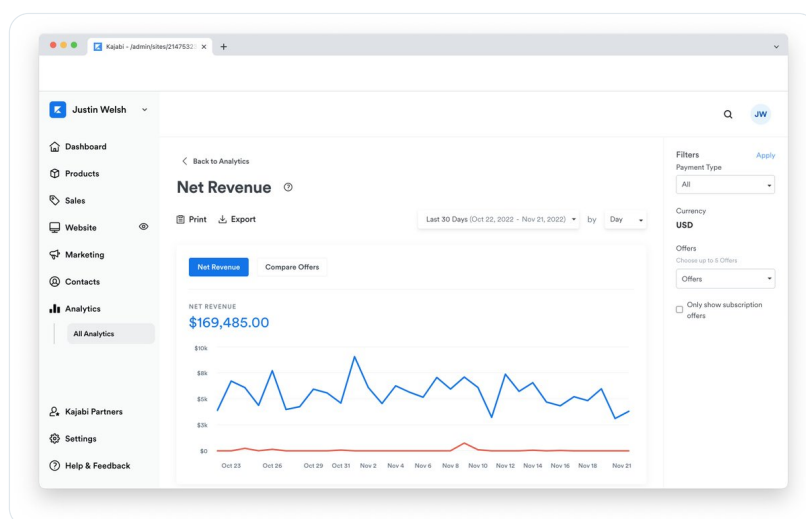 Kajabi - /admin/sites/2147532
Justin Welsh
JW
Dashboard
Products
Sales
Website
Marketing
Contacts
Analytics
All Analytics
Kajabi Partners
Settings
Help & Feedback
Back to Analytics
Net Revenue
Print
Export
Last 30 Days (Oct 22, 2022 - Nov 21, 2022)
by
Day
Net Revenue
Compare Offers
NET REVENUE
$169,485.00
$10k
$8k
$5k
$3k
$0
Oct 23 Oct 26 Oct 29 Oct 31 Nov 2 Nov 4 Nov 6 Nov 8 Nov 10 Nov 12 Nov 14 Nov 16 Nov 18 Nov 21
Filters
Apply
Payment Type
All
Currency
USD
Offers
Choose up to 5 Offers
Offers
Only show subscription
offers